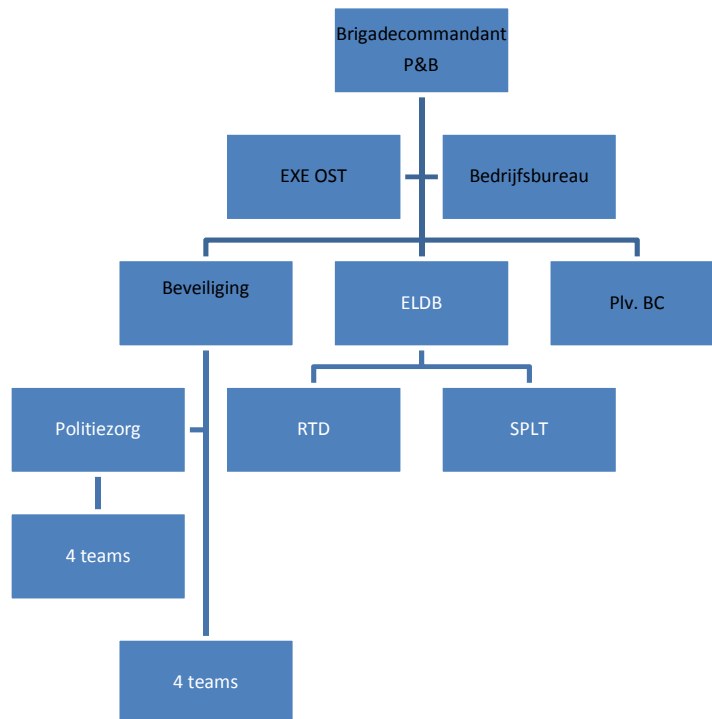 Brigadecommandant
P&B
EXE OST
Bedrijfsbureau
Beveiliging
ELDB
Plv. BC
Politiezorg
RTD
SPLT
4 teams
4 teams